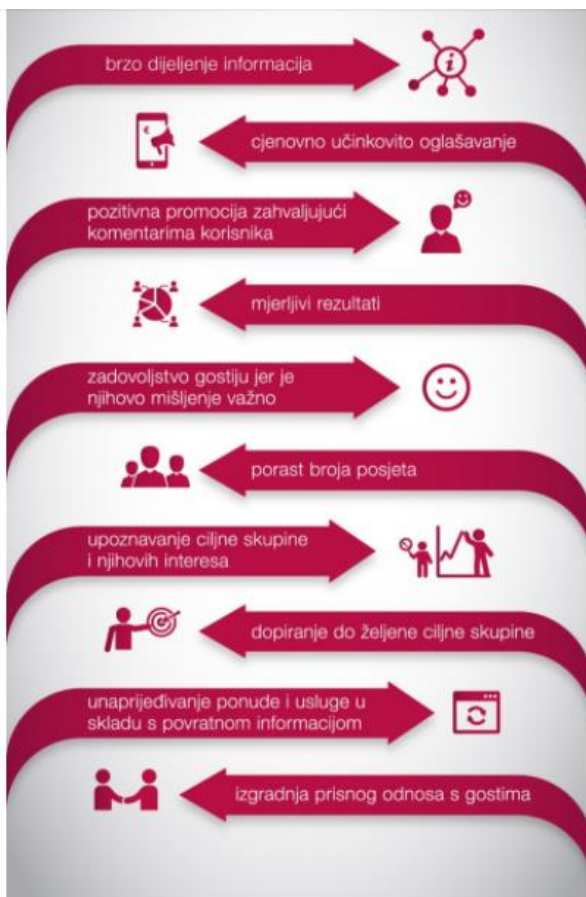 brzo dijeljenje informacija
i
€
cjenovno učinkovito oglašavanje
pozitivna promocija zahvaljujući
komentarima korisnika
mjerljivi rezultati
zadovoljstvo gostiju jer je
njihovo mišljenje važno
porast broja posjeta
upoznavanje ciljne skupine
i njihovih interesa
dopiranje do željene ciljne skupine
unaprijeđivanje ponude i usluge u
skladu s povratnom informacijom
izgradnja prisnog odnosa s gostima